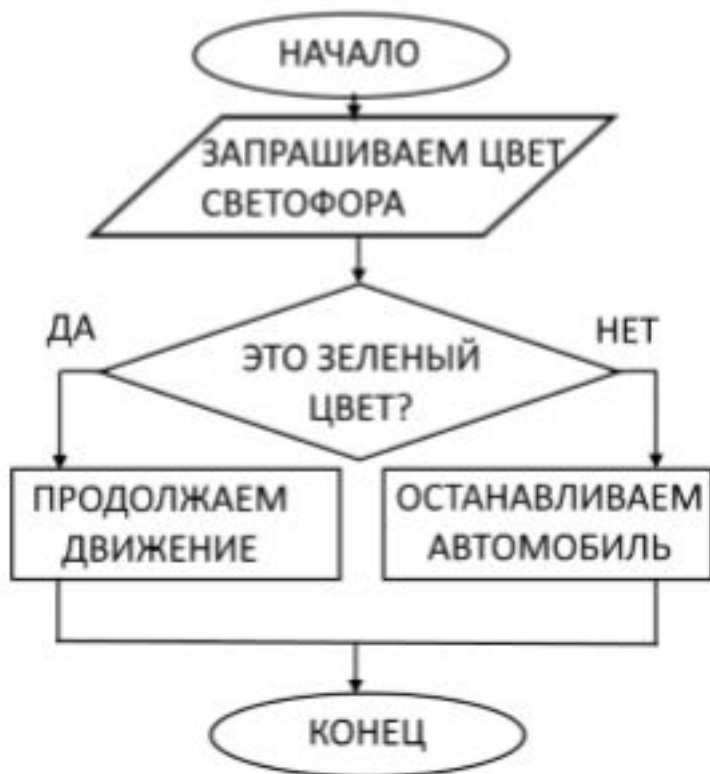 НАЧАЛО
ЗАПРАШИВАЕМ ЦВЕТ
СВЕТОФОРА
ДА
НЕТ
ЭТО ЗЕЛЕНЫЙ
ЦВЕТ?
ПРОДОЛЖАЕМ
ДВИЖЕНИЕ
ОСТАНАВЛИВАЕМ
АВТОМОБИЛЬ
КОНЕЦ